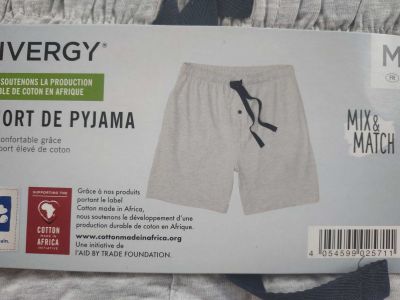 IVERGY®
SOUTENONS LA PRODUCTION
BLE DE COTON EN AFRIQUE
ORT DE PYJAMA
confortable grâce
port élevé de coton
M
FR
MIX&
MATCH
SUPPORTING THE
COTTON
MADE IN
AFRICA
INITIATIVE
Grâce à nos produits
portant le label
Cotton made in Africa,
nous soutenons le développement d'une
production durable de coton en Afrique.
www.cottonmadeinafrica.org
Une initiative de
l'AID BY TRADE FOUNDATION.
4 054599 025711